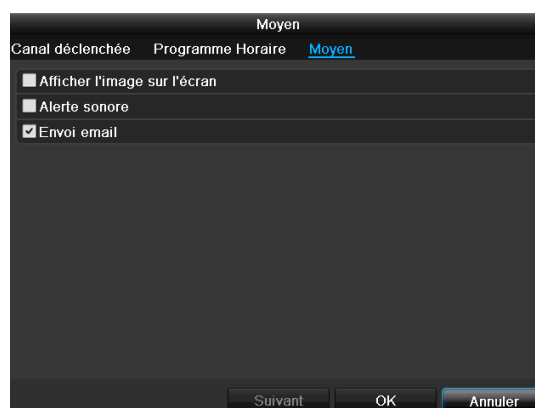 Moyen
Canal déclenchée Programme Horaire Moyen
Afficher l'image sur l'écran
Alerte sonore
Envoi email
Suivant OK Annuler